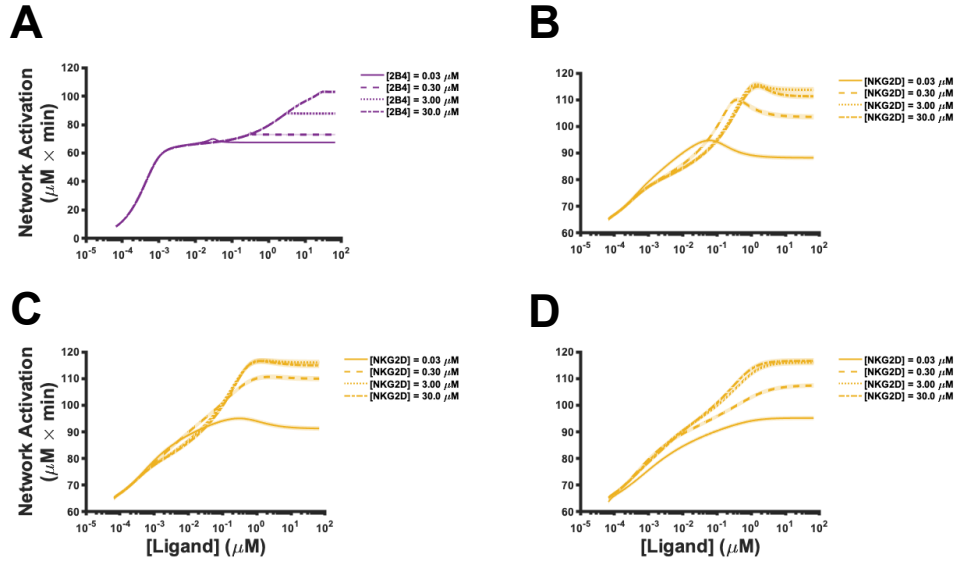 A
Network Activation
(μM × min)
120
100
80
60
40
20
0
10-5
10-4
10-3
10-2
10-1
100
101
102
[2B4] = 0.03 μM
[2B4] = 0.30 μM
[2B4] = 3.00 μM
[2B4] = 30.0 μM
B
120
110
100
90
80
70
60
10-5
10-4
10-3
10-2
10-1
100
101
102
[NKG2D] = 0.03 μM
[NKG2D] = 0.30 μM
[NKG2D] = 3.00 μM
[NKG2D] = 30.0 μM
C
Network Activation
(μM × min)
120
110
100
90
80
70
60
10-5
10-4
10-3
10-2
10-1
100
101
102
[Ligand] (μM)
[NKG2D] = 0.03 μM
[NKG2D] = 0.30 μM
[NKG2D] = 3.00 μM
[NKG2D] = 30.0 μM
D
120
110
100
90
80
70
60
10-5
10-4
10-3
10-2
10-1
100
101
102
[Ligand] (μM)
[NKG2D] = 0.03 μM
[NKG2D] = 0.30 μM
[NKG2D] = 3.00 μM
[NKG2D] = 30.0 μM